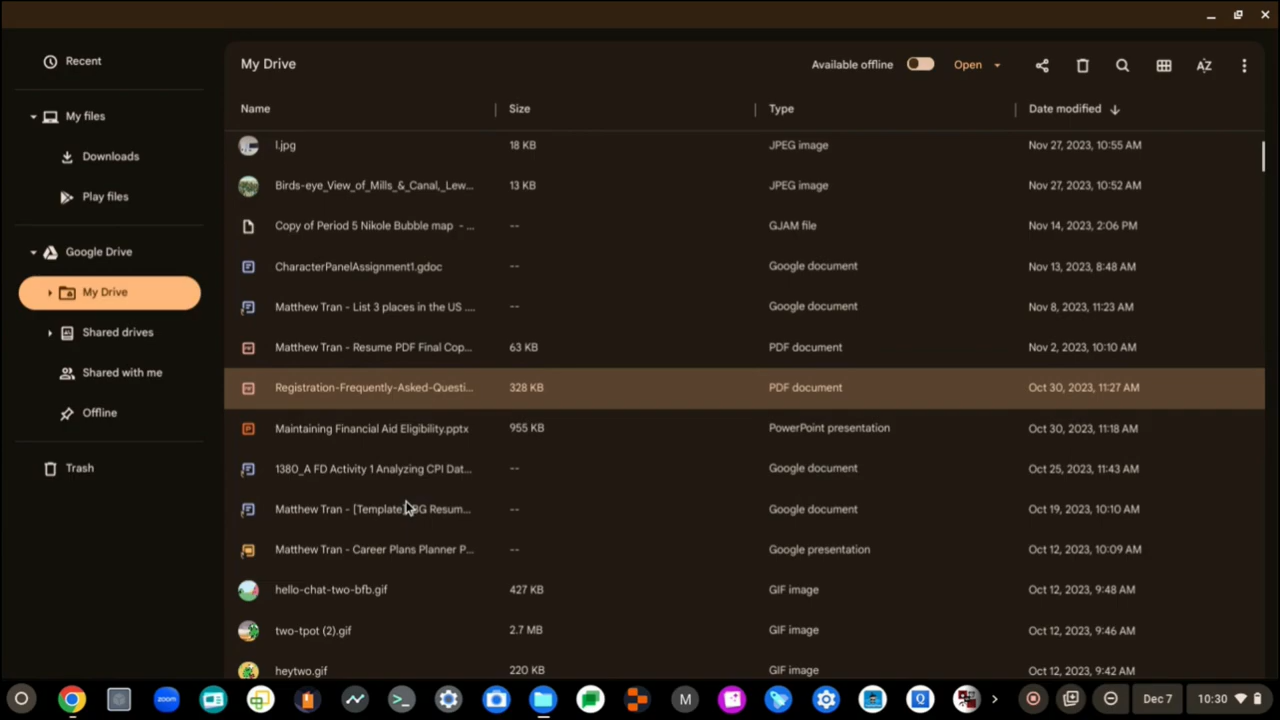 Recent
My files
Downloads
Play files
Google Drive
My Drive
Shared drives
Shared with me
Offline
Trash
My Drive Available offline Open AZ
Name Size Type Date modified
l.jpg 18 KB JPEG image Nov 27, 2023, 10:55 AM
Birds-eye_View_of_Mills_&_Canal,_Lew... 13 KB JPEG image Nov 27, 2023, 10:52 AM
Copy of Period 5 Nikole Bubble map - ... -- GJAM file Nov 14, 2023, 2:06 PM
CharacterPanelAssignment1.gdoc -- Google document Nov 13, 2023, 8:48 AM
Matthew Tran - List 3 places in the US .... -- Google document Nov 8, 2023, 11:23 AM
Matthew Tran - Resume PDF Final Cop... 63 KB PDF document Nov 2, 2023, 10:10 AM
Registration-Frequently-Asked-Questi... 328 KB PDF document Oct 30, 2023, 11:27 AM
Maintaining Financial Aid Eligibility.pptx 955 KB PowerPoint presentation Oct 30, 2023, 11:18 AM
1380_A FD Activity 1 Analyzing CPI Dat... -- Google document Oct 25, 2023, 11:43 AM
Matthew Tran - [Template] BG Resum... -- Google document Oct 19, 2023, 10:10 AM
Matthew Tran - Career Plans Planner P... -- Google presentation Oct 12, 2023, 10:09 AM
hello-chat-two-bfb.gif 427 KB GIF image Oct 12, 2023, 9:48 AM
two-tpot (2).gif 2.7 MB GIF image Oct 12, 2023, 9:46 AM
heytwo.gif 220 KB GIF image Oct 12, 2023, 9:42 AM
zoom M Q Dec 7 10:30